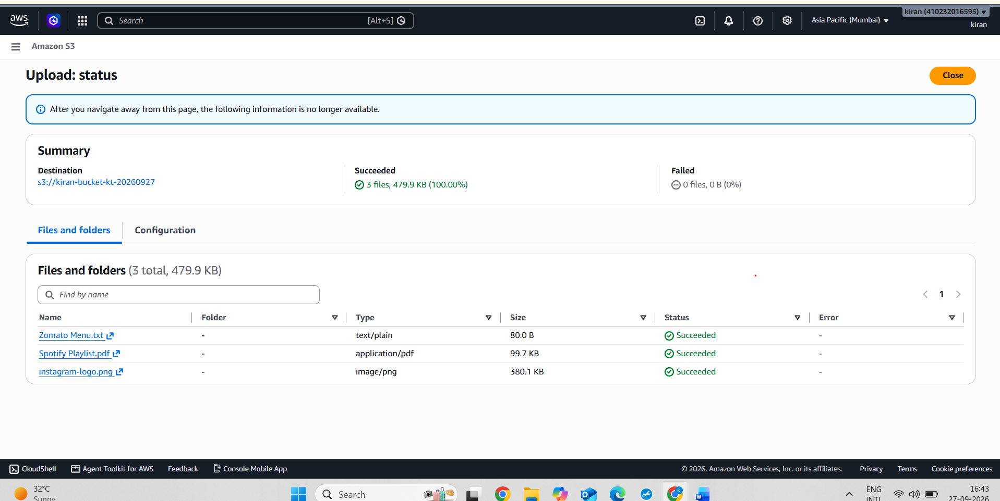 aws
Search [Alt+S]
Asia Pacific (Mumbai)
kiran (410232016595)
kiran
Amazon S3
Upload: status
Close
After you navigate away from this page, the following information is no longer available.
Summary
Destination
s3://kiran-bucket-kt-20260927
Succeeded
3 files, 479.9 KB (100.00%)
Failed
0 files, 0 B (0%)
Files and folders
Configuration
Files and folders (3 total, 479.9 KB)
Find by name
1
Name Folder Type Size Status Error
Zomato Menu.txt - text/plain 80.0 B Succeeded -
Spotify Playlist.pdf - application/pdf 99.7 KB Succeeded -
instagram-logo.png - image/png 380.1 KB Succeeded -
CloudShell Agent Toolkit for AWS Feedback Console Mobile App © 2026, Amazon Web Services, Inc. or its affiliates. Privacy Terms Cookie preferences
32°C
Sunny
Search
ENG
INTL
16:43
27-09-2026